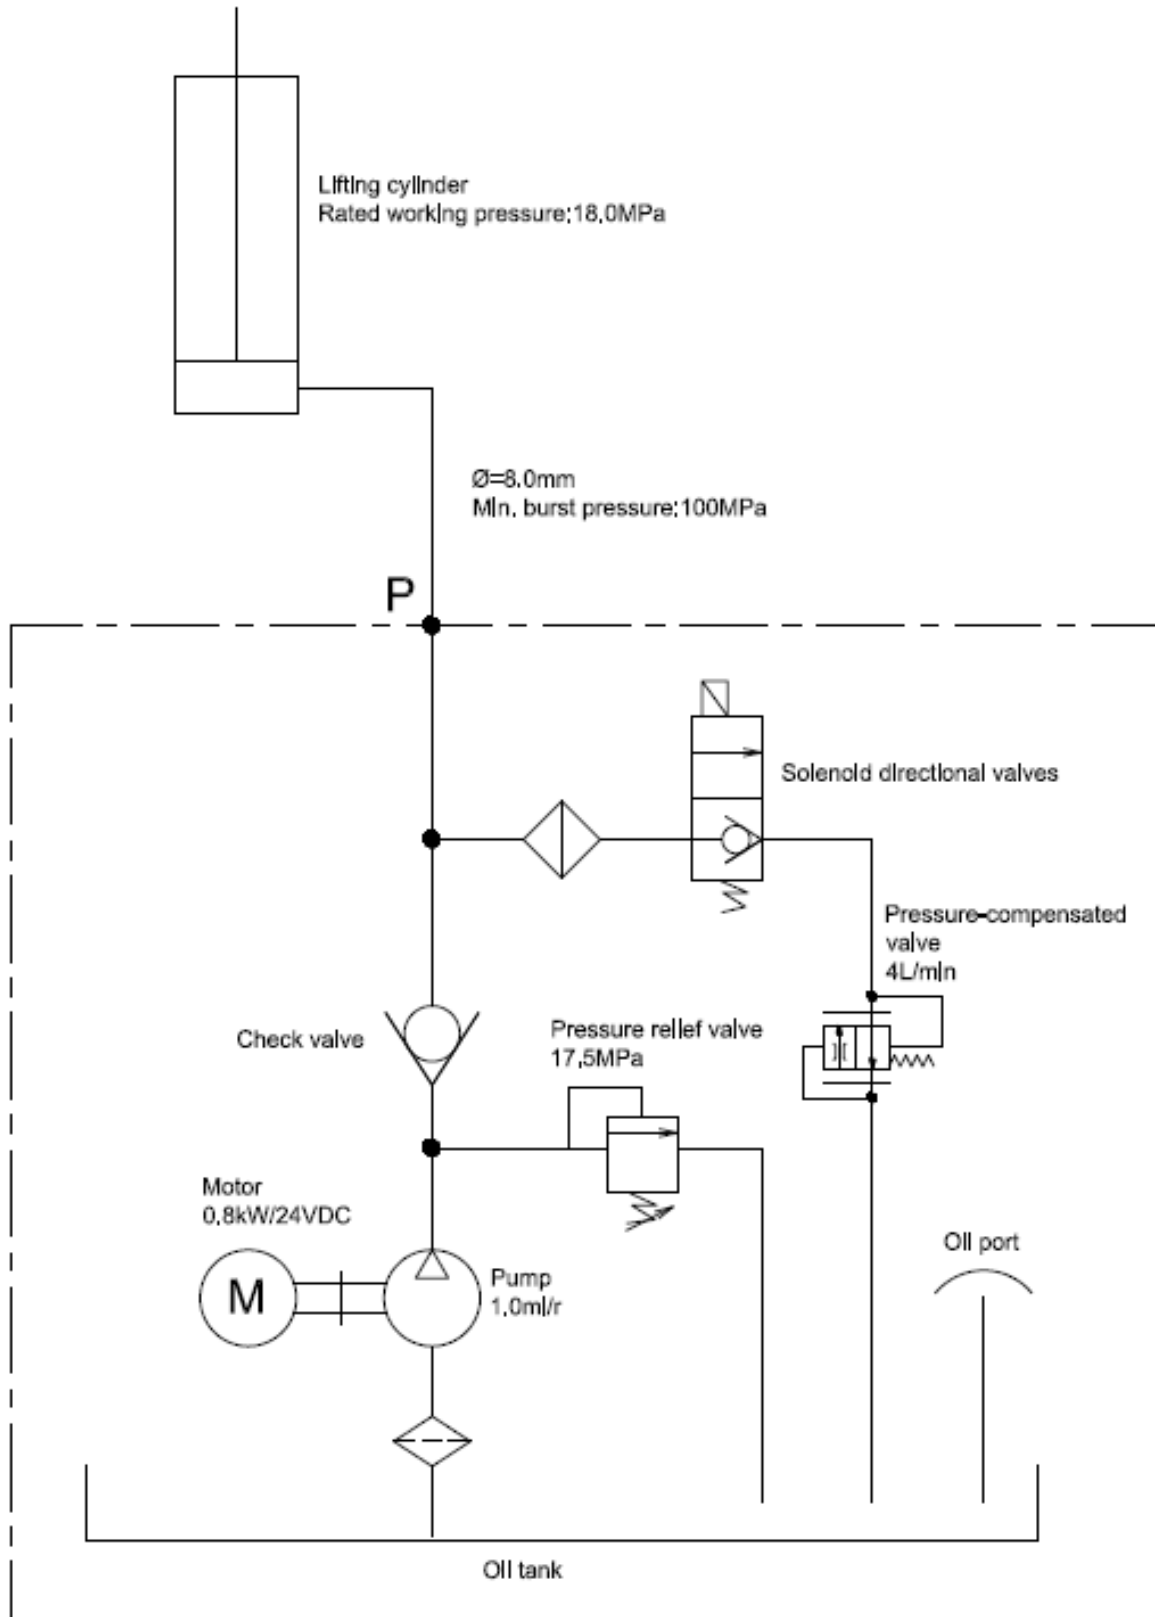 Lifting cylinder
Rated working pressure:18.0MPa
Ø=8.0mm
Min. burst pressure:100MPa
P
Solenoid directional valves
Pressure-compensated
valve
4L/min
Check valve
Pressure relief valve
17.5MPa
Motor
0.8kW/24VDC
M
Pump
1.0ml/r
Oil port
Oil tank